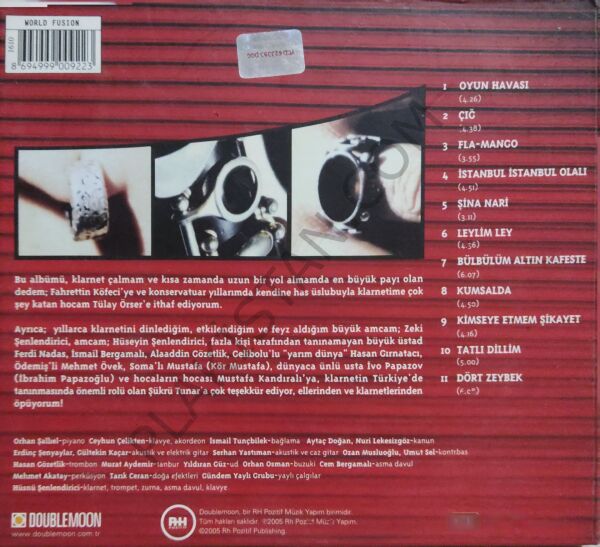 WORLD FUSION
1610
8 694999 009223
1 OYUN HAVASI
(4.26)
2 ÇIĞ
(4.38)
3 FLA-MANGO
(3.55)
4 İSTANBUL İSTANBUL OLALI
(4.51)
5 ŞİNA NARİ
(3.11)
6 LEYLİM LEY
(4.56)
7 BÜLBÜLÜM ALTIN KAFESTE
(6.07)
8 KUMSALDA
(4.50)
9 KİMSEYE ETMEM ŞİKAYET
(4.16)
10 TATLI DİLLİM
(5.00)
11 DÖRT ZEYBEK
Bu albümü, klarnet çalmam ve kısa zamanda uzun bir yol almamda en büyük payı olan
dedem; Fahrettin Köfeci'ye ve konservatuar yıllarımda kendine has üslubuyla klarnetime çok
şey katan hocam Tülay Örser'e ithaf ediyorum.
Ayrıca; yıllarca klarnetini dinlediğim, etkilendiğim ve feyz aldığım büyük amcam; Zeki
Şenlendirici, amcam; Hüseyin Şenlendirici, fazla kişi tarafından tanınmayan büyük üstad
Ferdi Nadas, İsmail Bergamalı, Alaaddin Gözetlik, Gelibolu'lu "yarım dünya" Hasan Gırnatacı,
Ödemiş'li Mehmet Övek, Soma'lı Mustafa (Kör Mustafa), dünyaca ünlü usta İvo Papazov
(İbrahim Papazoğlu) ve hocaların hocası Mustafa Kandıralı'ya, klarnetin Türkiye'de
tanınmasında önemli rolü olan Şükrü Tunar'a çok teşekkür ediyor, ellerinden ve klarnetlerinden
öpüyorum!
Orhan Şallıel-piyano Ceyhun Çelikten-klavye, akordeon İsmail Tunçbilek-bağlama Aytaç Doğan, Nuri Lekesizgöz-kanun
Erdinç Şenyaylar, Gültekin Kaçar-akustik ve elektrik gitar Serhan Yastıman-akustik ve caz gitar Ozan Musluoğlu, Umut Sel-kontrbas
Hasan Gözetlik-trombon Murat Aydemir-tanbur Yıldıran Güz-ud Orhan Osman-buzuki Cem Bergamalı-asma davul
Mehmet Akatay-perküsyon Tarık Ceran-doğa efektleri Gündem Yaylı Grubu-yaylı çalgılar
Hüsnü Şenlendirici-klarnet, trompet, zurna, asma davul, klavye
DOUBLEMOON
www.doublemoon.com.tr
RH
Doublemoon, bir RH Pozitif Müzik Yapım birimidir.
Tüm hakları saklıdır. ℗2005 Rh Pozitif Müzik Yapım.
©2005 Rh Pozitif Publishing.